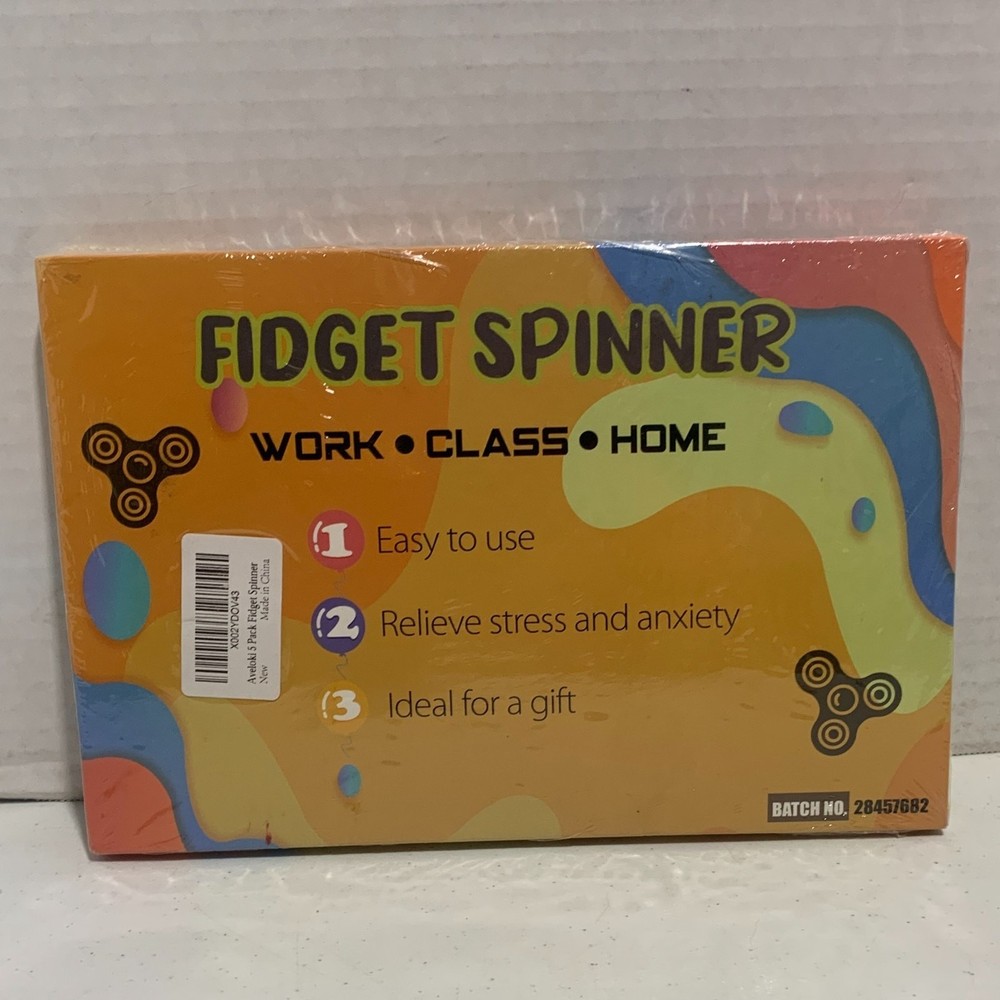 FIDGET SPINNER
WORK • CLASS • HOME
1 Easy to use
2 Relieve stress and anxiety
3 Ideal for a gift
X002YDOV43
Aveloki 5 Pack Fidget Spinner
New
Made in China
BATCH NO. 28457682